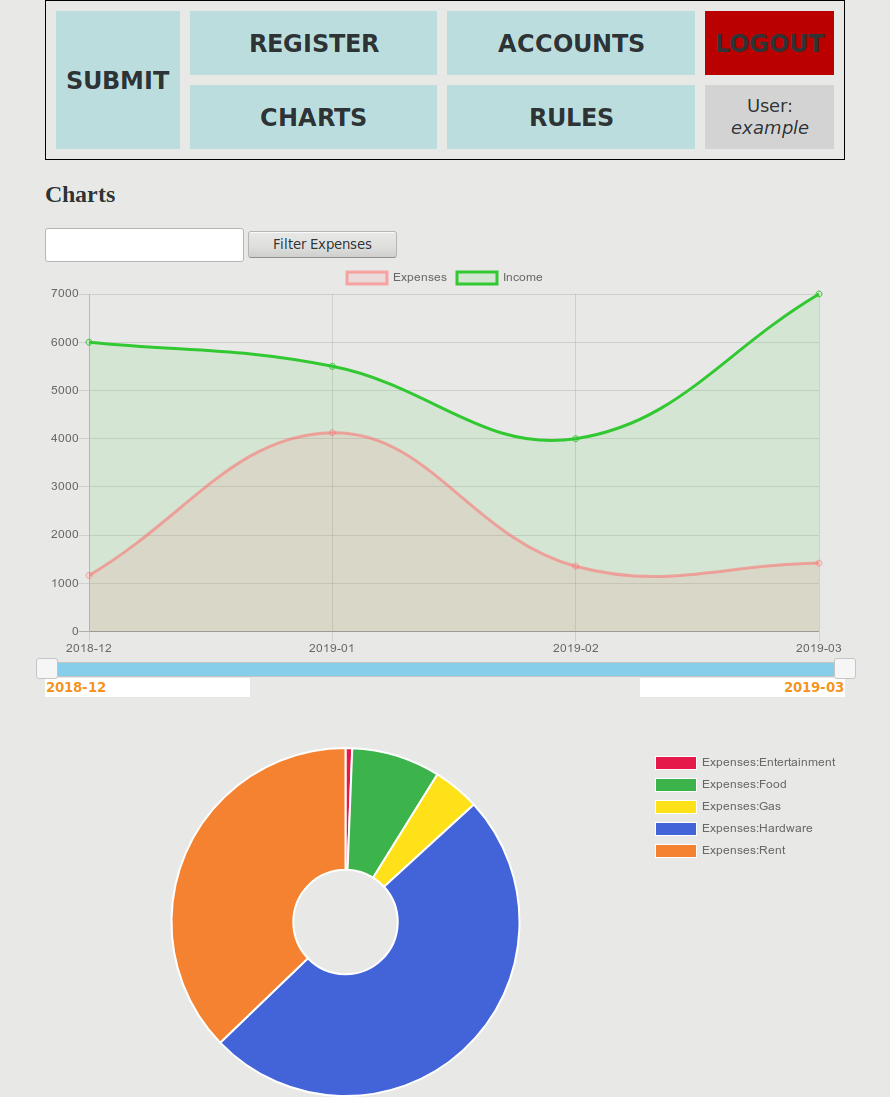 SUBMIT
REGISTER
ACCOUNTS
LOGOUT
CHARTS
RULES
User:
example
Charts
Filter Expenses
Expenses
Income
7000
6000
5000
4000
3000
2000
1000
0
2018-12
2019-01
2019-02
2019-03
2018-12
2019-03
Expenses:Entertainment
Expenses:Food
Expenses:Gas
Expenses:Hardware
Expenses:Rent